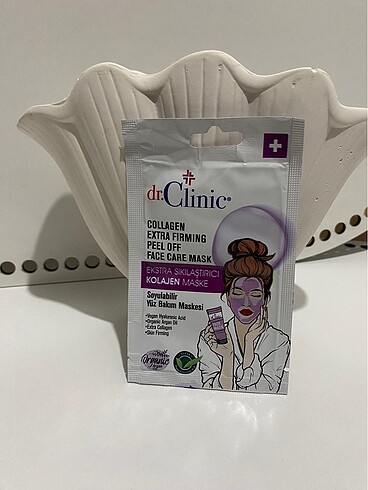 dr.Clinic®
COLLAGEN
EXTRA FIRMING
PEEL OFF
FACE CARE MASK
EKSTRA SIKILAŞTIRICI
KOLAJEN MASKE
Soyulabilir
Yüz Bakım Maskesi
•Vegan Hyaluronic Acid
•Organic Argan Oil
•Extra Collagen
•Skin Firming
Organic